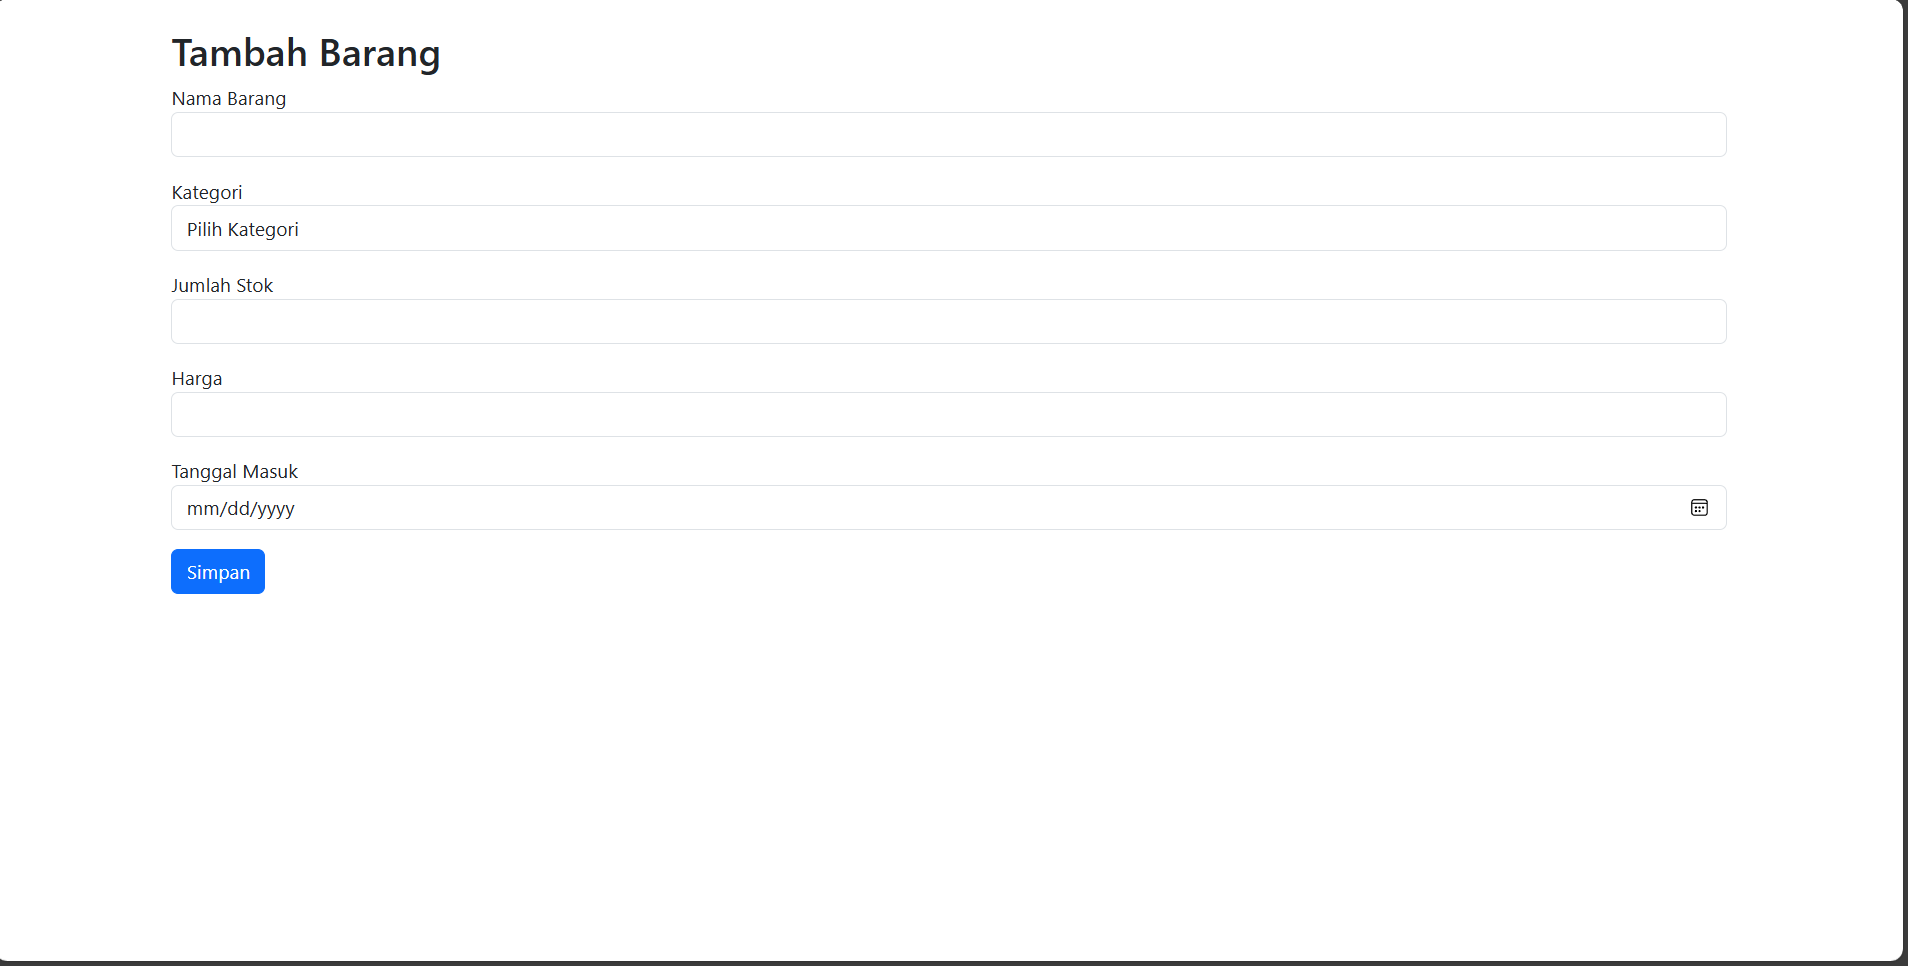 Tambah Barang
Nama Barang
Kategori
Pilih Kategori
Jumlah Stok
Harga
Tanggal Masuk
mm/dd/yyyy
Simpan